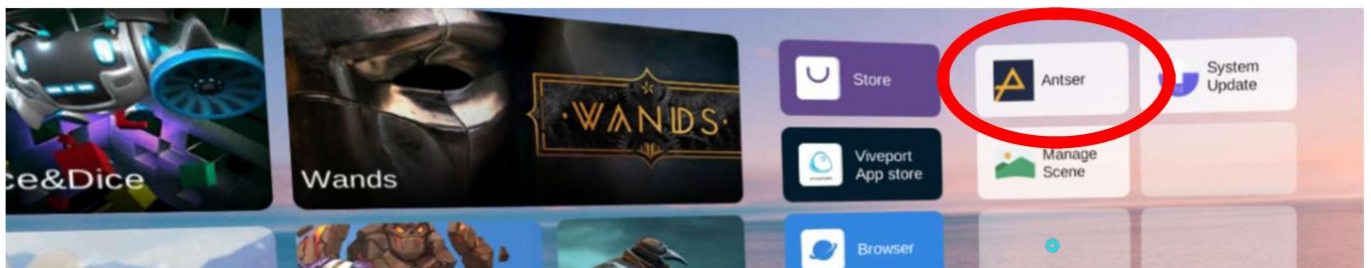 ce&Dice
Wands
·WANDS·
Store
Antser
System
Update
Viveport
App store
Manage
Scene
Browser